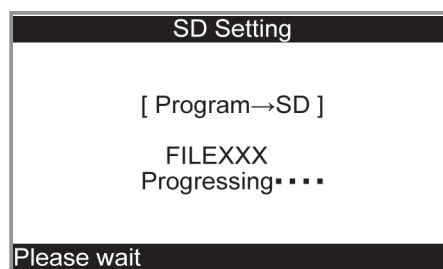 SD Setting
[ Program→SD ]
FILEXXX
Progressing▪▪▪▪
Please wait